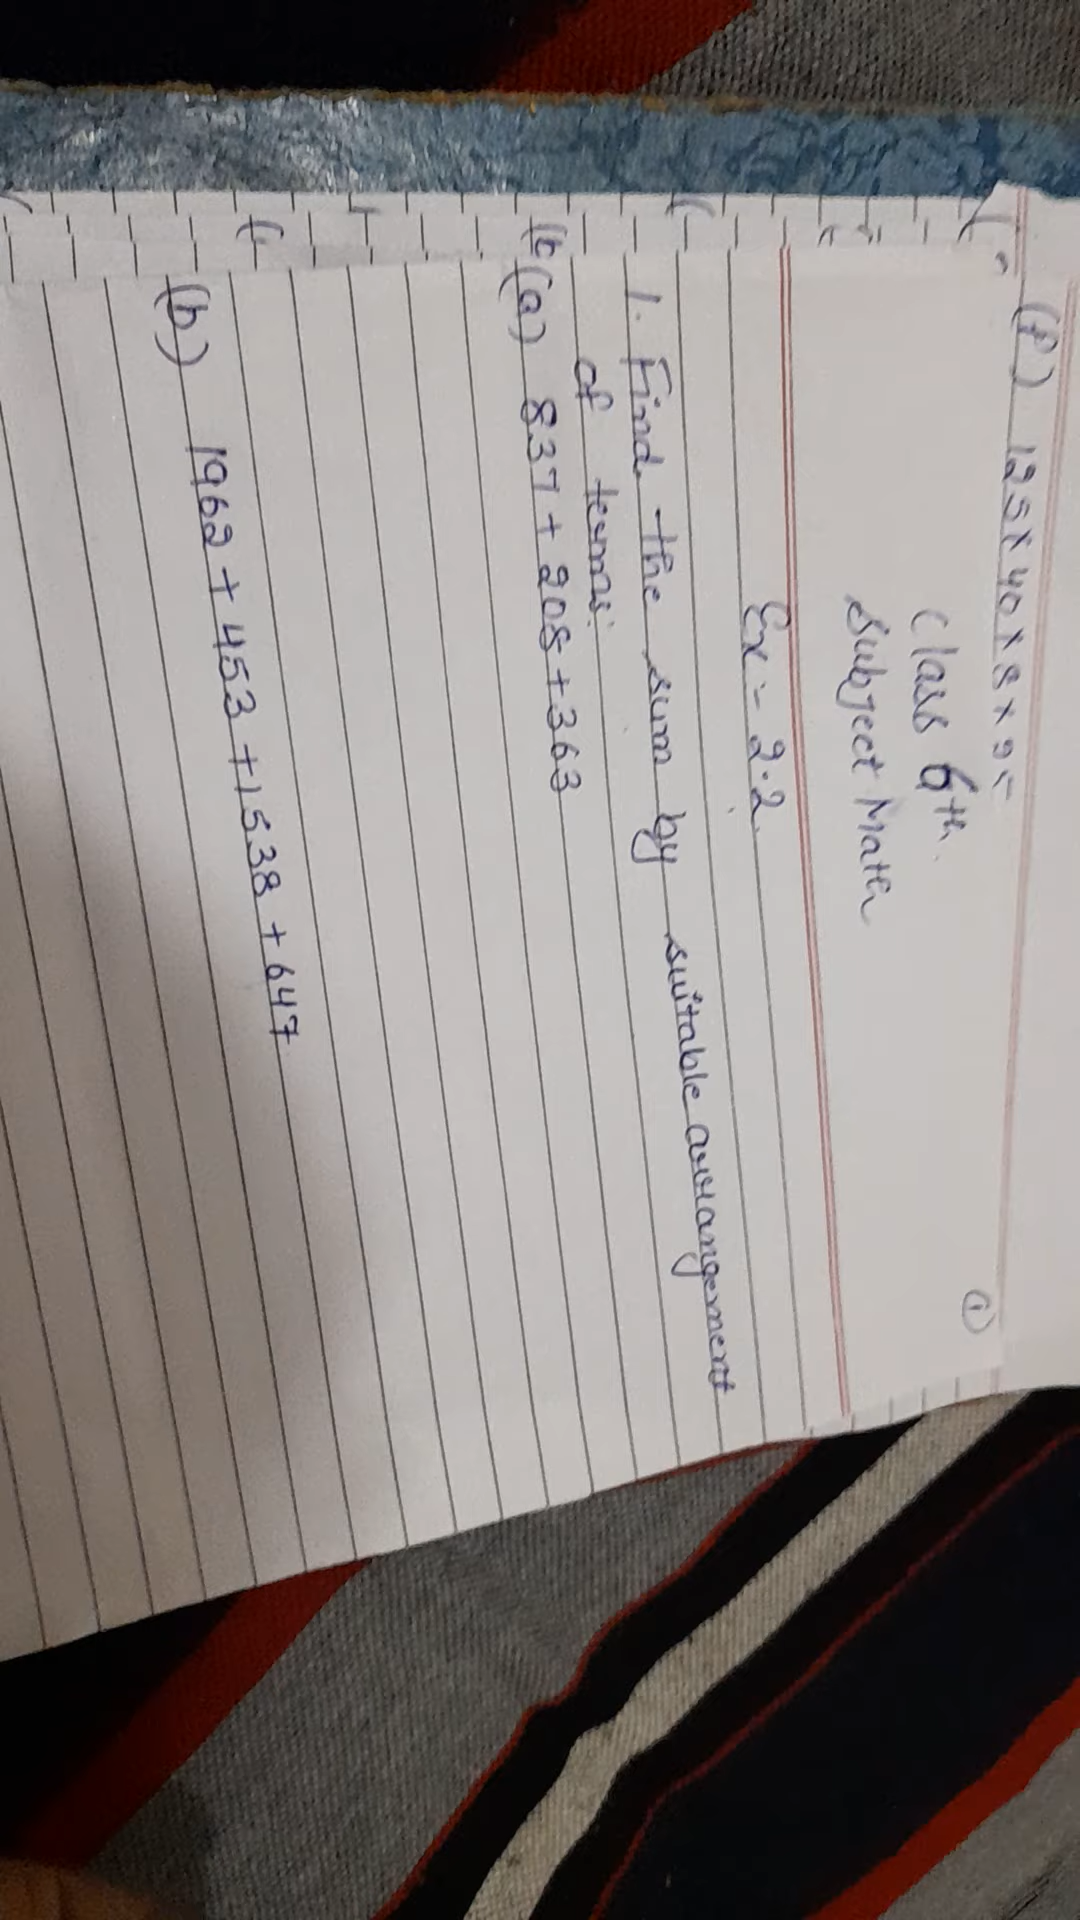 (f) 125 x 40 x 8 x 25
Class 6th.
Subject Math
1
Ex :- 2.2
1. Find the sum by suitable arrangement
of terms:
(a) 837 + 208 + 363
(b) 1962 + 453 + 1538 + 647